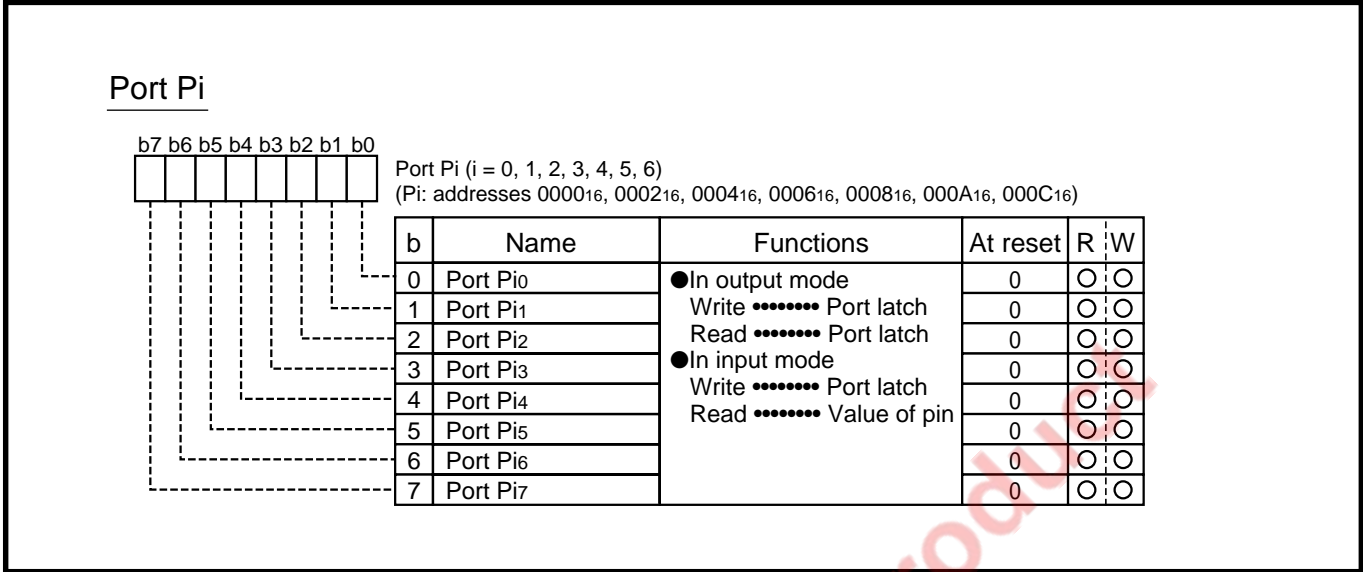 Port Pi
b7 b6 b5 b4 b3 b2 b1 b0
Port Pi (i = 0, 1, 2, 3, 4, 5, 6)
(Pi: addresses 000016, 000216, 000416, 000616, 000816, 000A16, 000C16)
b Name Functions At reset R W
0 Port Pi0 ●In output mode 0 ○ ○
1 Port Pi1 Write •••••••• Port latch 0 ○ ○
2 Port Pi2 Read •••••••• Port latch 0 ○ ○
3 Port Pi3 ●In input mode 0 ○ ○
4 Port Pi4 Write •••••••• Port latch 0 ○ ○
5 Port Pi5 Read •••••••• Value of pin 0 ○ ○
6 Port Pi6 0 ○ ○
7 Port Pi7 0 ○ ○
roduct